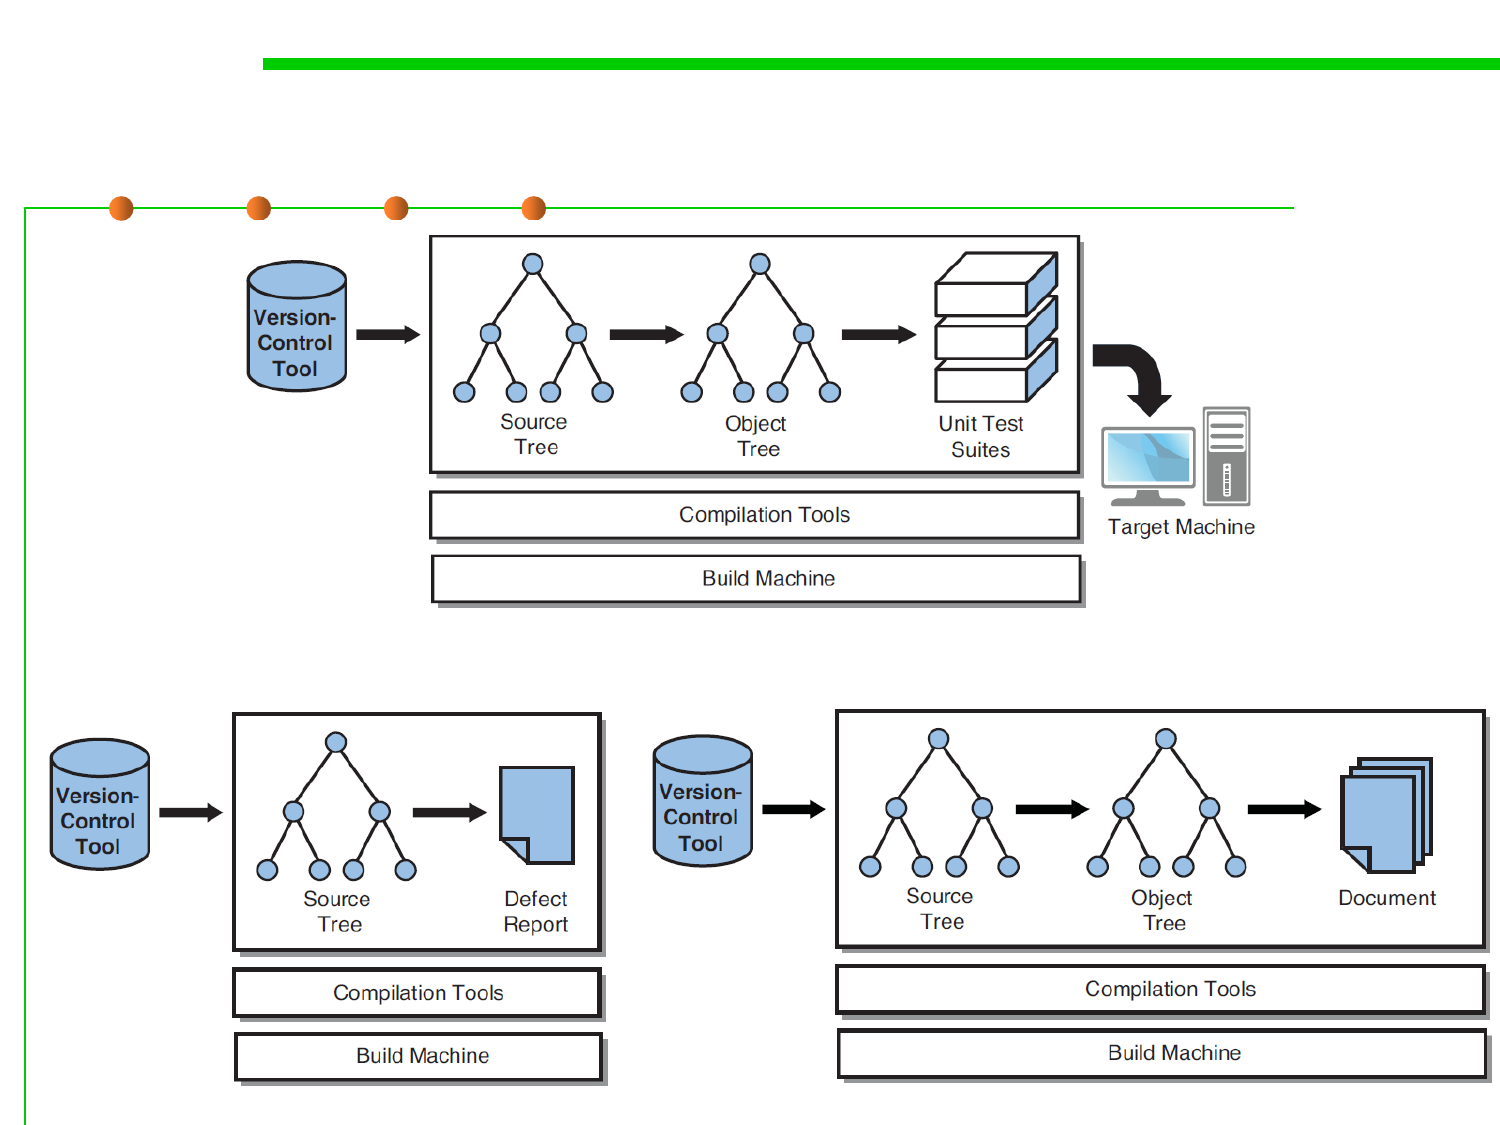 Version-
Control
Tool
Source
Tree
Object
Tree
Unit Test
Suites
Target Machine
Compilation Tools
Build Machine
Version-
Control
Tool
Source
Tree
Defect
Report
Compilation Tools
Build Machine
Version-
Control
Tool
Source
Tree
Object
Tree
Document
Compilation Tools
Build Machine